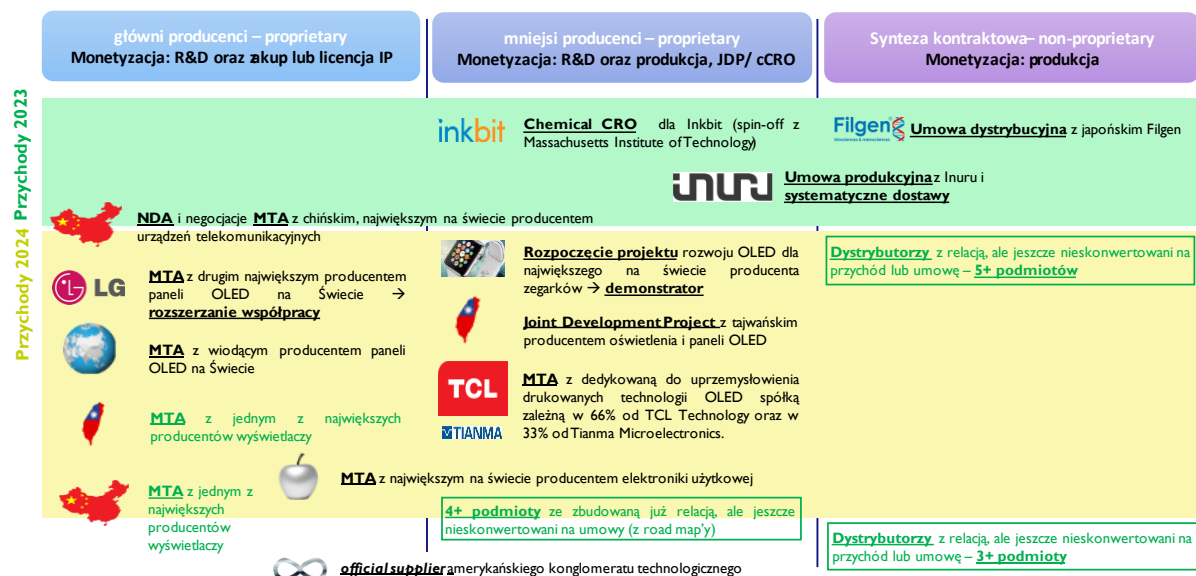 główni producenci – proprietary
Monetyzacja: R&D oraz zakup lub licencja IP
mniejsi producenci – proprietary
Monetyzacja: R&D oraz produkcja, JDP/ cCRO
Synteza kontraktowa– non-proprietary
Monetyzacja: produkcja
Przychody 2024 Przychody 2023
inkbit
Chemical CRO dla Inkbit (spin-off z
Massachusetts Institute of Technology)
Filgen
Umowa dystrybucyjna z japońskim Filgen
inuru
Umowa produkcyjna z Inuru i
systematyczne dostawy
NDA i negocjacje MTA z chińskim, największym na świecie producentem
urządzeń telekomunikacyjnych
LG
MTA z drugim największym producentem
paneli OLED na Świecie →
rozszerzanie współpracy
MTA z wiodącym producentem paneli
OLED na Świecie
MTA z jednym z największych
producentów wyświetlaczy
MTA z jednym z
największych
producentów
wyświetlaczy
Rozpoczęcie projektu rozwoju OLED dla
największego na świecie producenta
zegarków → demonstrator
Joint Development Project z tajwańskim
producentem oświetlenia i paneli OLED
TCL
TIANMA
MTA z dedykowaną do uprzemysłowienia
drukowanych technologii OLED spółką
zależną w 66% od TCL Technology oraz w
33% od Tianma Microelectronics.
MTA z największym na świecie producentem elektroniki użytkowej
4+ podmioty ze zbudowaną już relacją, ale jeszcze
nieskonwertowani na umowy (z road map'y)
official supplier amerykańskiego konglomeratu technologicznego
Dystrybutorzy z relacją, ale jeszcze nieskonwertowani na
przychód lub umowę – 5+ podmiotów
Dystrybutorzy z relacją, ale jeszcze nieskonwertowani na
przychód lub umowę – 3+ podmioty